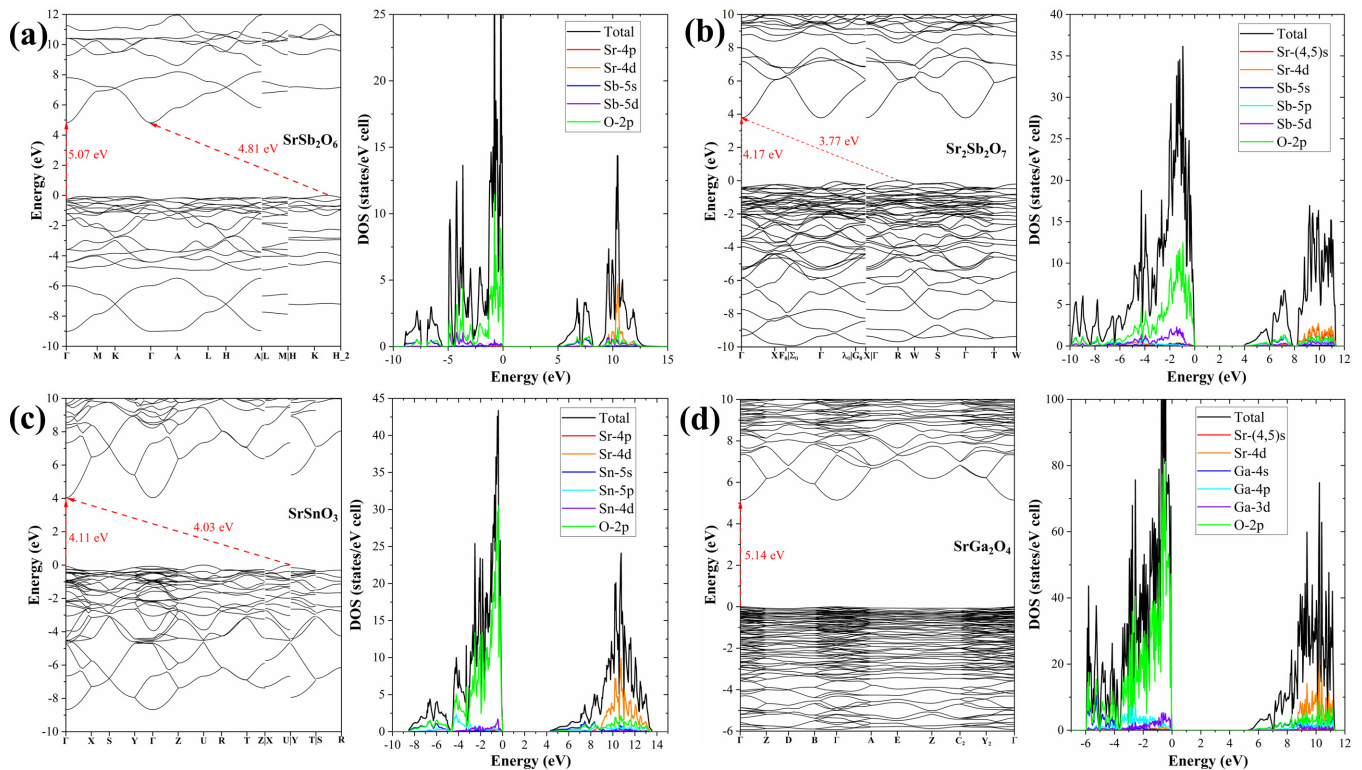 (a)
Energy (eV)
12
10
8
6
4
2
0
-2
-4
-6
-8
-10
SrSb₂O₆
5.07 eV
4.81 eV
Γ M K Γ A L H A|L M|H K H_2
DOS (states/eV cell)
25
20
15
10
5
0
Total
Sr-4p
Sr-4d
Sb-5s
Sb-5d
O-2p
-10 -5 0 5 10 15
Energy (eV)
(b)
Energy (eV)
10
8
6
4
2
0
-2
-4
-6
-8
-10
Sr₂Sb₂O₇
4.17 eV
3.77 eV
Γ X F₀|Σ₀ Γ λ₀|G₀ X|Γ R W S Γ T W
DOS (states/eV cell)
40
35
30
25
20
15
10
5
0
Total
Sr-(4,5)s
Sr-4d
Sb-5s
Sb-5p
Sb-5d
O-2p
-10 -8 -6 -4 -2 0 2 4 6 8 10
Energy (eV)
(c)
Energy (eV)
10
8
6
4
2
0
-2
-4
-6
-8
-10
SrSnO₃
4.11 eV
4.03 eV
Γ X S Y Γ Z U R T Z|X U|Y T|S R
DOS (states/eV cell)
45
40
35
30
25
20
15
10
5
0
Total
Sr-4p
Sr-4d
Sn-5s
Sn-5p
Sn-4d
O-2p
-10 -8 -6 -4 -2 0 2 4 6 8 10 12 14
Energy (eV)
(d)
Energy (eV)
10
8
6
4
2
0
-2
-4
-6
SrGa₂O₄
5.14 eV
Γ Z D B Γ A E Z C₂ Y₂ Γ
DOS (states/eV cell)
100
80
60
40
20
0
Total
Sr-(4,5)s
Sr-4d
Ga-4s
Ga-4p
Ga-3d
O-2p
-6 -4 -2 0 2 4 6 8 10 12
Energy (eV)